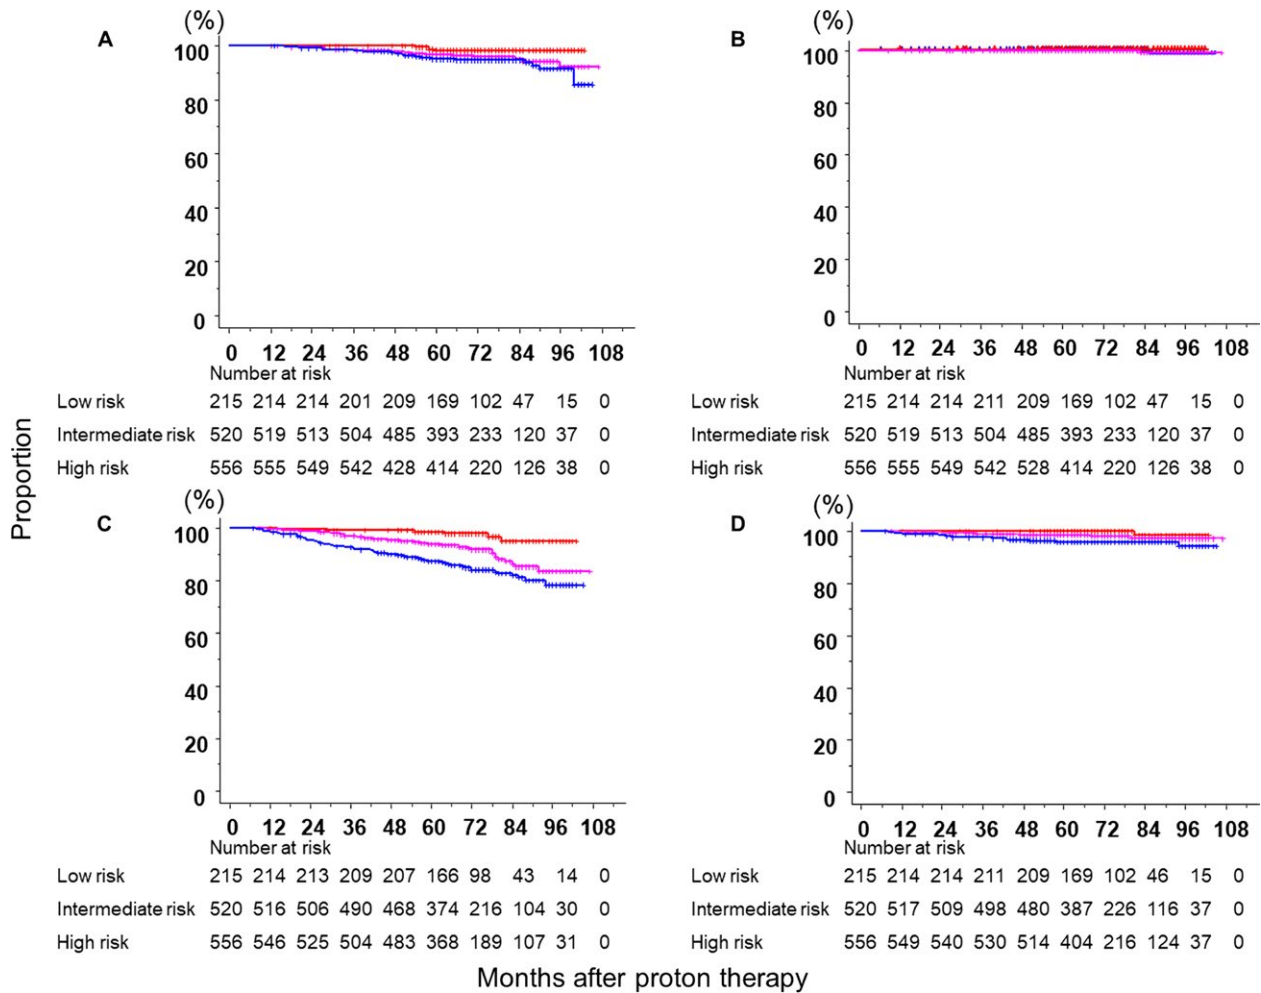 A
(%)
100
80
60
40
20
0
0 12 24 36 48 60 72 84 96 108
Number at risk
Low risk 215 214 214 201 209 169 102 47 15 0
Intermediate risk 520 519 513 504 485 393 233 120 37 0
High risk 556 555 549 542 428 414 220 126 38 0
B
(%)
100
80
60
40
20
0
0 12 24 36 48 60 72 84 96 108
Number at risk
Low risk 215 214 214 211 209 169 102 47 15 0
Intermediate risk 520 519 513 504 485 393 233 120 37 0
High risk 556 555 549 542 528 414 220 126 38 0
Proportion
C
(%)
100
80
60
40
20
0
0 12 24 36 48 60 72 84 96 108
Number at risk
Low risk 215 214 213 209 207 166 98 43 14 0
Intermediate risk 520 516 506 490 468 374 216 104 30 0
High risk 556 546 525 504 483 368 189 107 31 0
D
(%)
100
80
60
40
20
0
0 12 24 36 48 60 72 84 96 108
Number at risk
Low risk 215 214 214 211 209 169 102 46 15 0
Intermediate risk 520 517 509 498 480 387 226 116 37 0
High risk 556 549 540 530 514 404 216 124 37 0
Months after proton therapy